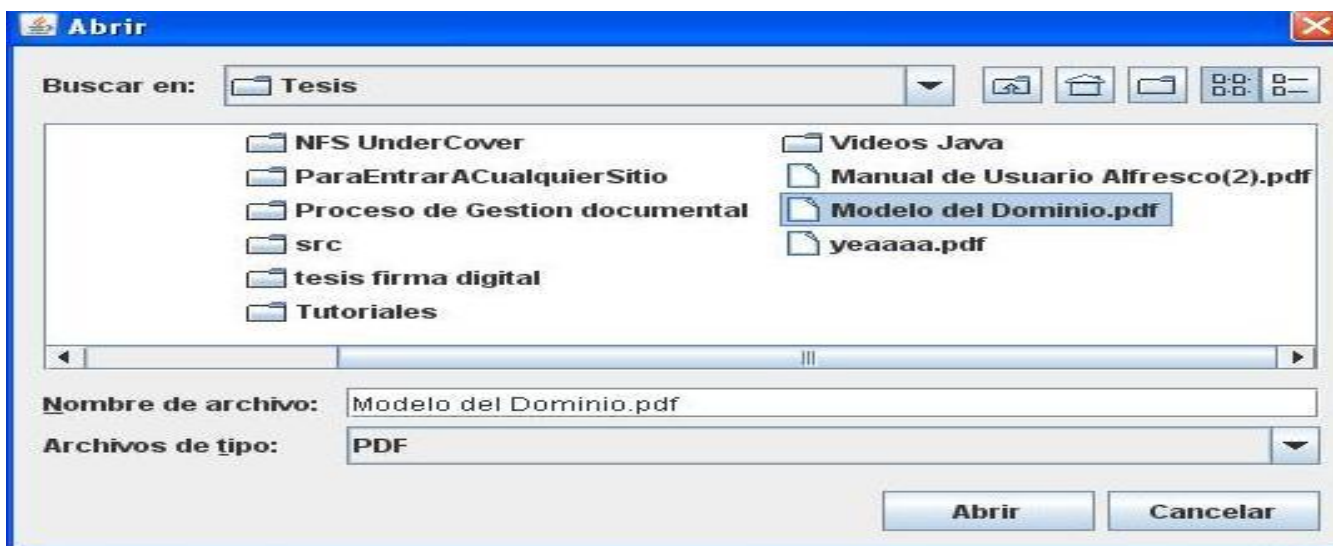 Abrir
Buscar en: Tesis
NFS UnderCover
ParaEntrarACualquierSitio
Proceso de Gestion documental
src
tesis firma digital
Tutoriales
Videos Java
Manual de Usuario Alfresco(2).pdf
Modelo del Dominio.pdf
yeaaaa.pdf
Nombre de archivo: Modelo del Dominio.pdf
Archivos de tipo: PDF
Abrir Cancelar